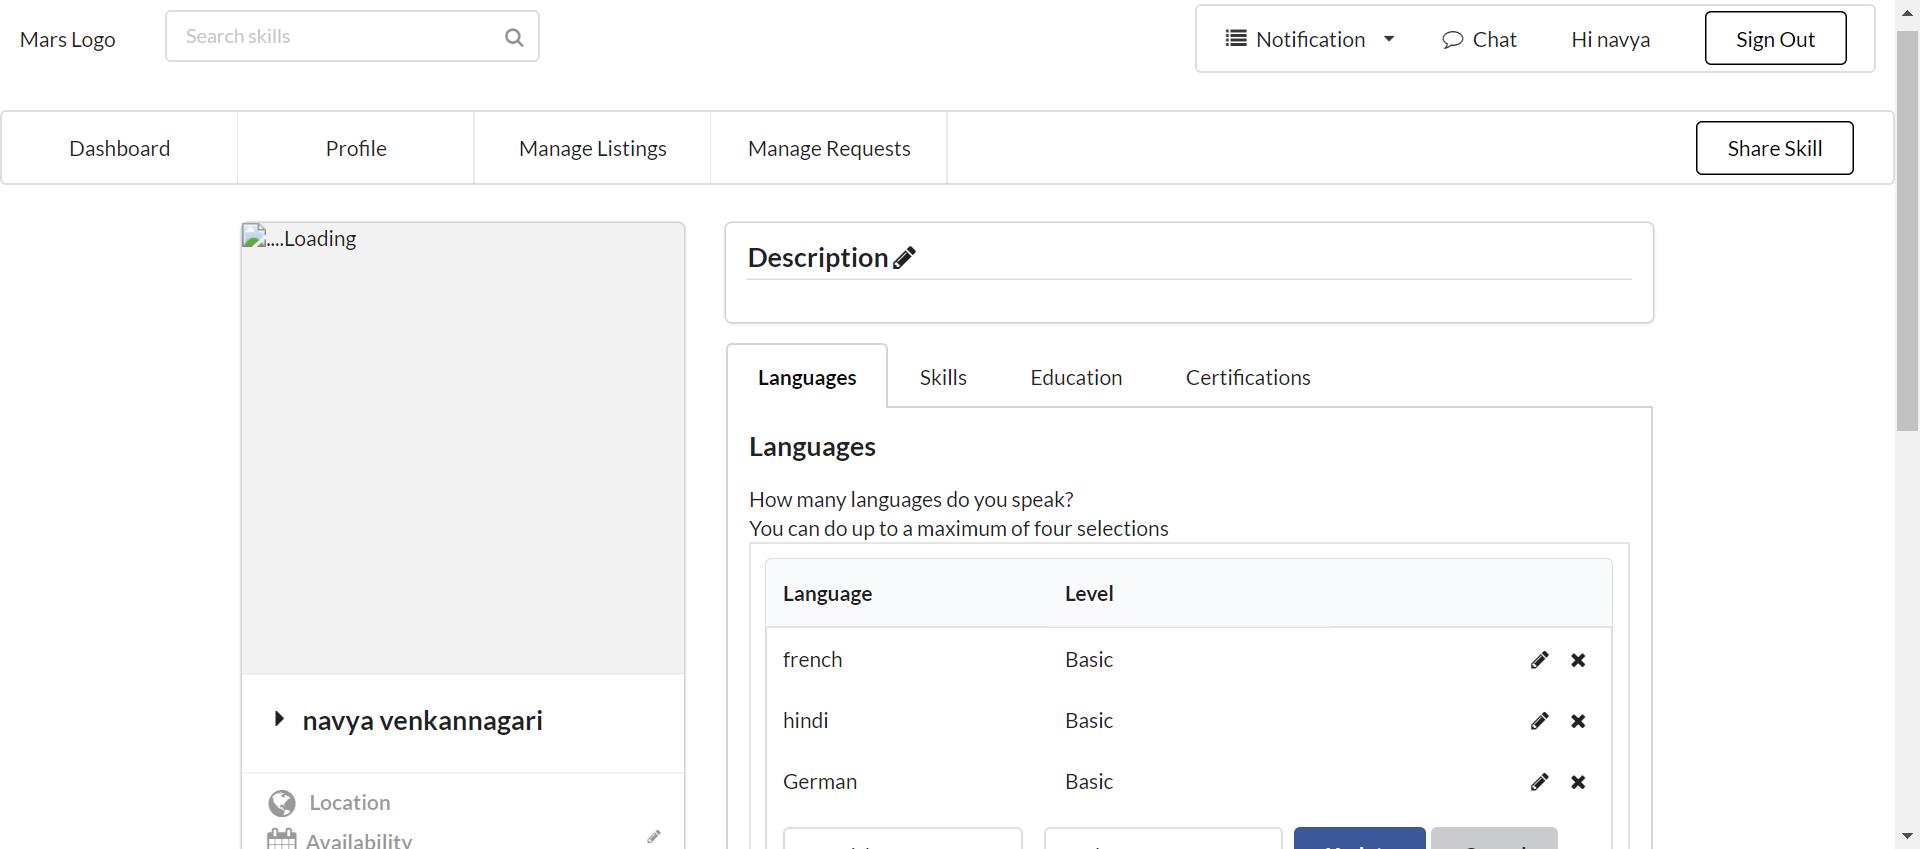 Mars Logo
Search skills
Notification
Chat
Hi navya
Sign Out
Dashboard
Profile
Manage Listings
Manage Requests
Share Skill
....Loading
navya venkannagari
Location
Availability
Description
Languages
Skills
Education
Certifications
Languages
How many languages do you speak?
You can do up to a maximum of four selections
Language Level
french Basic
hindi Basic
German Basic